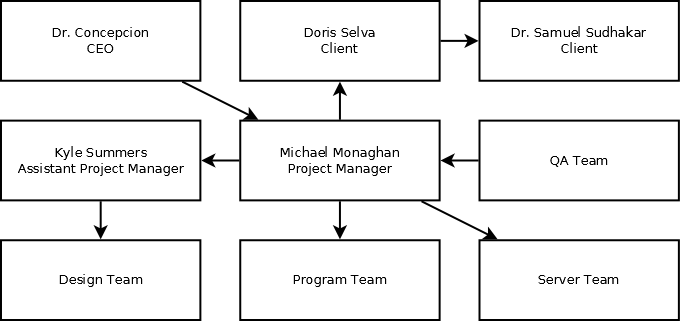 Dr. Concepcion
CEO
Doris Selva
Client
Dr. Samuel Sudhakar
Client
Kyle Summers
Assistant Project Manager
Michael Monaghan
Project Manager
QA Team
Design Team
Program Team
Server Team